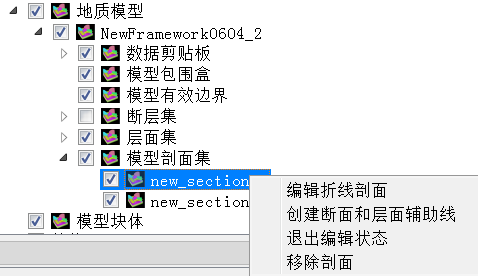 地质模型
NewFramework0604_2
数据剪贴板
模型包围盒
模型有效边界
断层集
层面集
模型剖面集
new_section
new_section
模型块体
编辑折线剖面
创建断面和层面辅助线
退出编辑状态
移除剖面